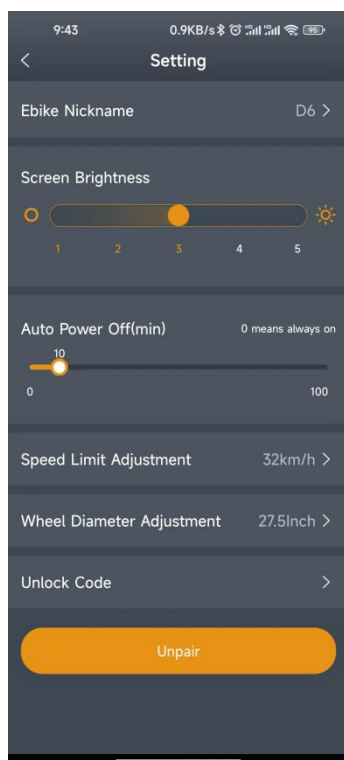 9:43 0.9KB/s 95
Setting
Ebike Nickname D6
Screen Brightness
1 2 3 4 5
Auto Power Off(min) 0 means always on
10
0 100
Speed Limit Adjustment 32km/h
Wheel Diameter Adjustment 27.5Inch
Unlock Code
Unpair